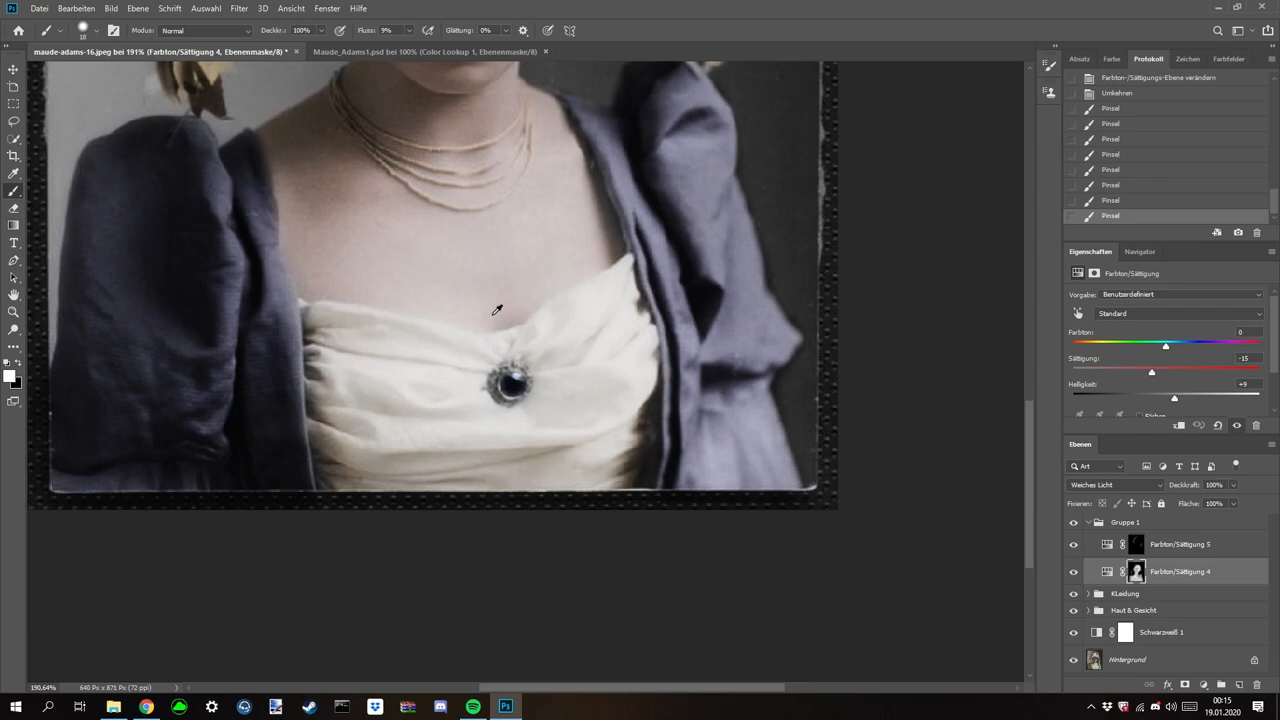 Datei Bearbeiten Bild Ebene Schrift Auswahl Filter 3D Ansicht Fenster Hilfe
18 Modus: Normal Deckkr.: 100% Fluss: 9% Glättung: 0%
maude-adams-16.jpeg bei 191% (Farbton/Sättigung 4, Ebenenmaske/8) * Maude_Adams1.psd bei 100% (Color Lookup 1, Ebenenmaske/8)
Absatz Farbe Protokoll Zeichen Farbfelder
Farbton-/Sättigungs-Ebene verändern
Umkehren
Pinsel
Pinsel
Pinsel
Pinsel
Pinsel
Pinsel
Pinsel
Pinsel
Eigenschaften Navigator
Farbton/Sättigung
Vorgabe: Benutzerdefiniert
Standard
Farbton: 0
Sättigung: -15
Helligkeit: +9
Färben
Ebenen
Art
Weiches Licht Deckkraft: 100%
Fixieren: Fläche: 100%
Gruppe 1
Farbton/Sättigung 5
Farbton/Sättigung 4
KLeidung
Haut & Gesicht
Schwarzweiß 1
Hintergrund
190,64% 640 Px x 871 Px (72 ppi)
00:15
19.01.2020